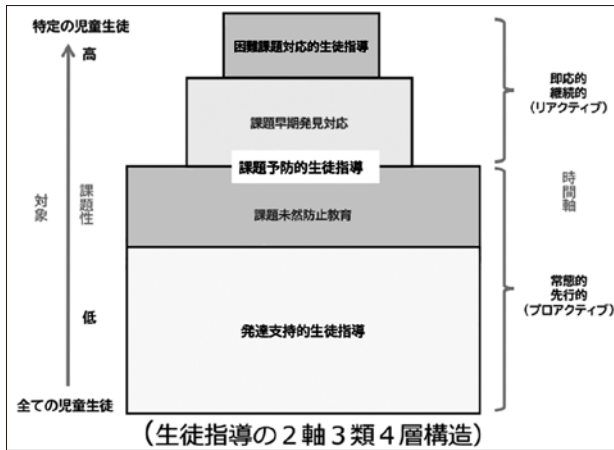 特定の児童生徒
高
困難課題対応的生徒指導
即応的
継続的
(リアクティブ)
課題早期発見対応
課題予防的生徒指導
対象
課題性
時間軸
課題未然防止教育
低
発達支持的生徒指導
常態的
先行的
(プロアクティブ)
全ての児童生徒
(生徒指導の2軸3類4層構造)